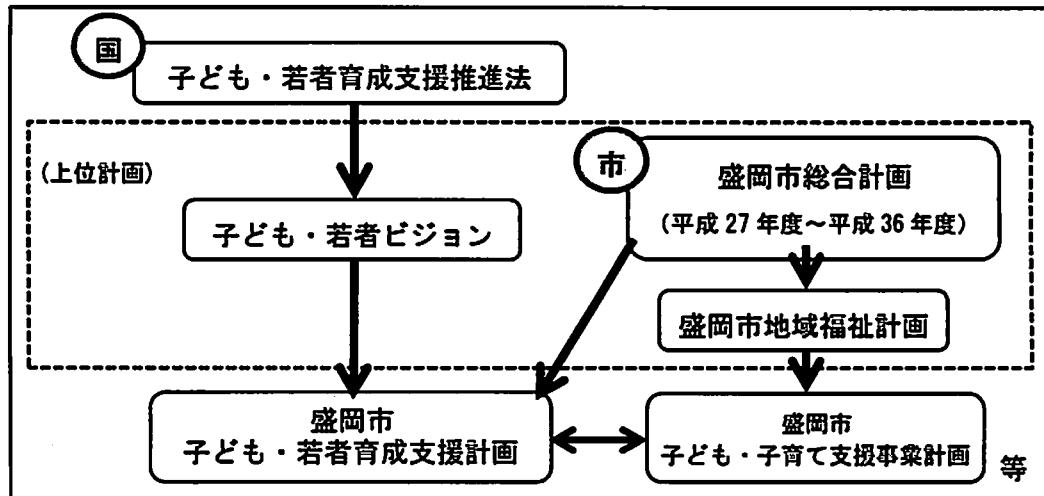 国
子ども・若者育成支援推進法
(上位計画)
市
盛岡市総合計画
(平成27年度～平成36年度)
子ども・若者ビジョン
盛岡市地域福祉計画
盛岡市
子ども・若者育成支援計画
盛岡市
子ども・子育て支援事業計画
等